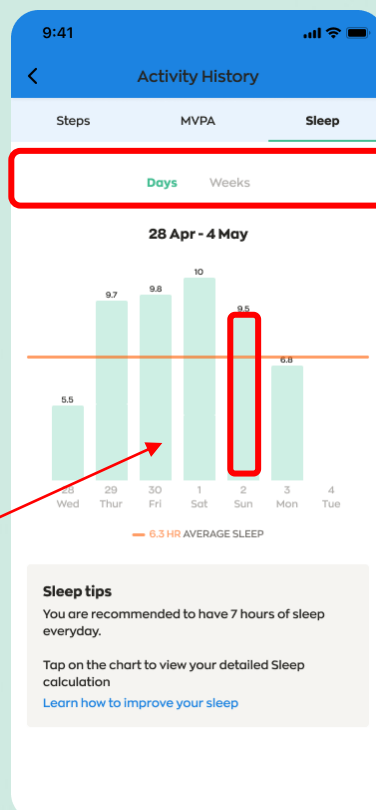 9:41
Activity History
Steps MVPA Sleep
Days Weeks
28 Apr - 4 May
10
9.7 9.8
9.5
6.8
5.5
28 29 30 1 2 3 4
Wed Thur Fri Sat Sun Mon Tue
6.3 HR AVERAGE SLEEP
Sleep tips
You are recommended to have 7 hours of sleep
everyday.
Tap on the chart to view your detailed Sleep
calculation
Learn how to improve your sleep